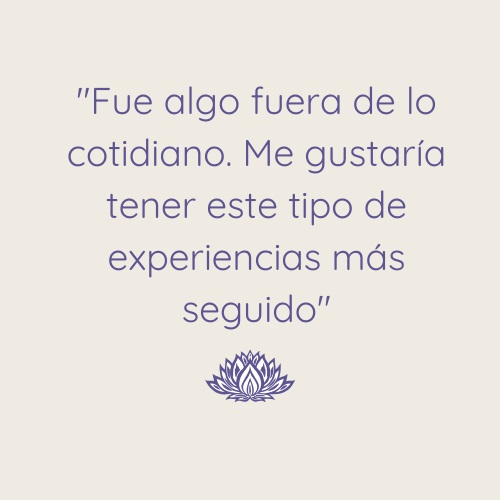 "Fue algo fuera de lo
cotidiano. Me gustaría
tener este tipo de
experiencias más
seguido"